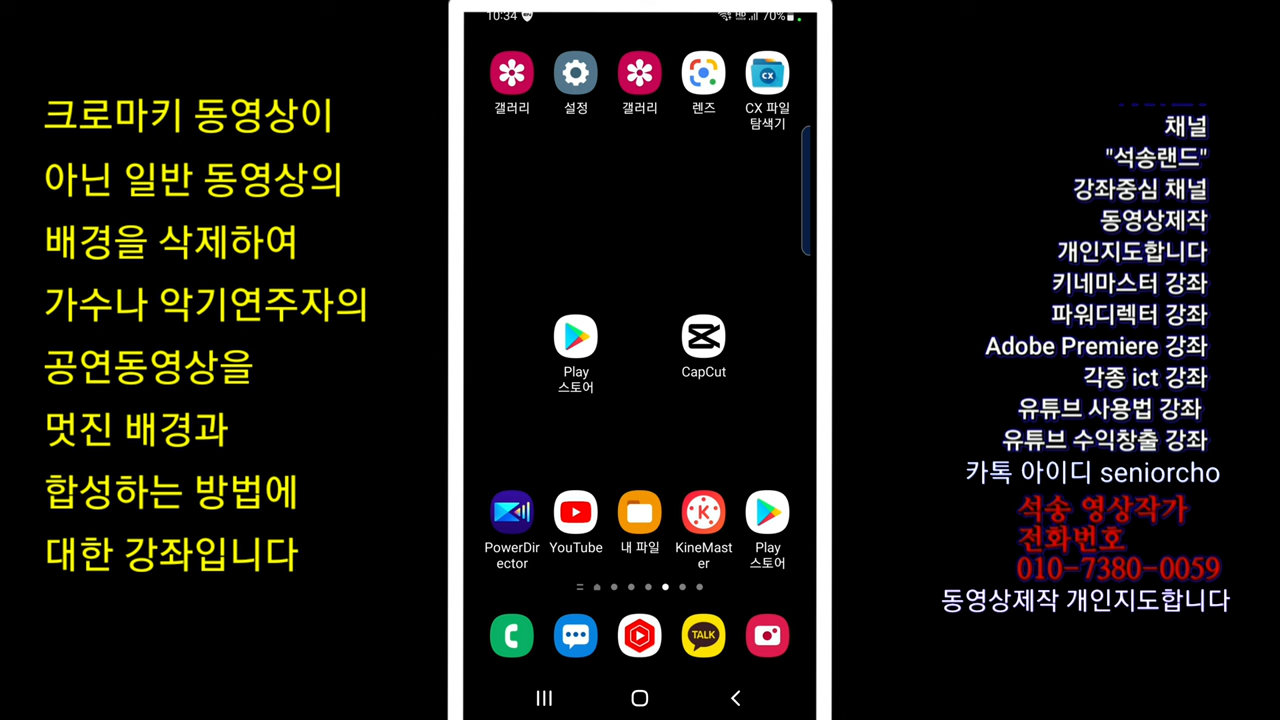 크로마키 동영상이
아닌 일반 동영상의
배경을 삭제하여
가수나 악기연주자의
공연동영상을
멋진 배경과
합성하는 방법에
대한 강좌입니다
10:34
70%
갤러리
설정
갤러리
렌즈
CX
CX 파일
탐색기
Play
스토어
CapCut
PowerDir
ector
YouTube
내 파일
K
KineMast
er
Play
스토어
TALK
채널
"석송랜드"
강좌중심 채널
동영상제작
개인지도합니다
키네마스터 강좌
파워디렉터 강좌
Adobe Premiere 강좌
각종 ict 강좌
유튜브 사용법 강좌
유튜브 수익창출 강좌
카톡 아이디 seniorcho
석송 영상작가
전화번호
010-7380-0059
동영상제작 개인지도합니다